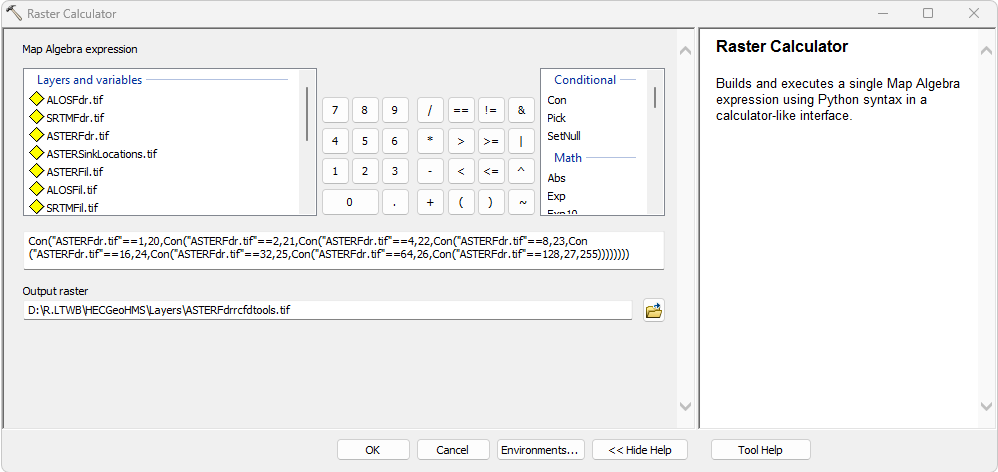 Raster Calculator
Map Algebra expression
Layers and variables
ALOSFdr.tif
SRTMFdr.tif
ASTERFdr.tif
ASTERSinkLocations.tif
ASTERFil.tif
ALOSFil.tif
SRTMFil.tif
7 8 9 / == != &
4 5 6 * > >= |
1 2 3 - < <= ^
0 . + ( ) ~
Conditional
Con
Pick
SetNull
Math
Abs
Exp
Exp10
Con("ASTERFdr.tif"==1,20,Con("ASTERFdr.tif"==2,21,Con("ASTERFdr.tif"==4,22,Con("ASTERFdr.tif"==8,23,Con
("ASTERFdr.tif"==16,24,Con("ASTERFdr.tif"==32,25,Con("ASTERFdr.tif"==64,26,Con("ASTERFdr.tif"==128,27,255))))))))
Output raster
D:\R.LTWB\HECGeoHMS\Layers\ASTERFdrrcfdtools.tif
OK
Cancel
Environments...
<< Hide Help
Tool Help
Raster Calculator
Builds and executes a single Map Algebra
expression using Python syntax in a
calculator-like interface.